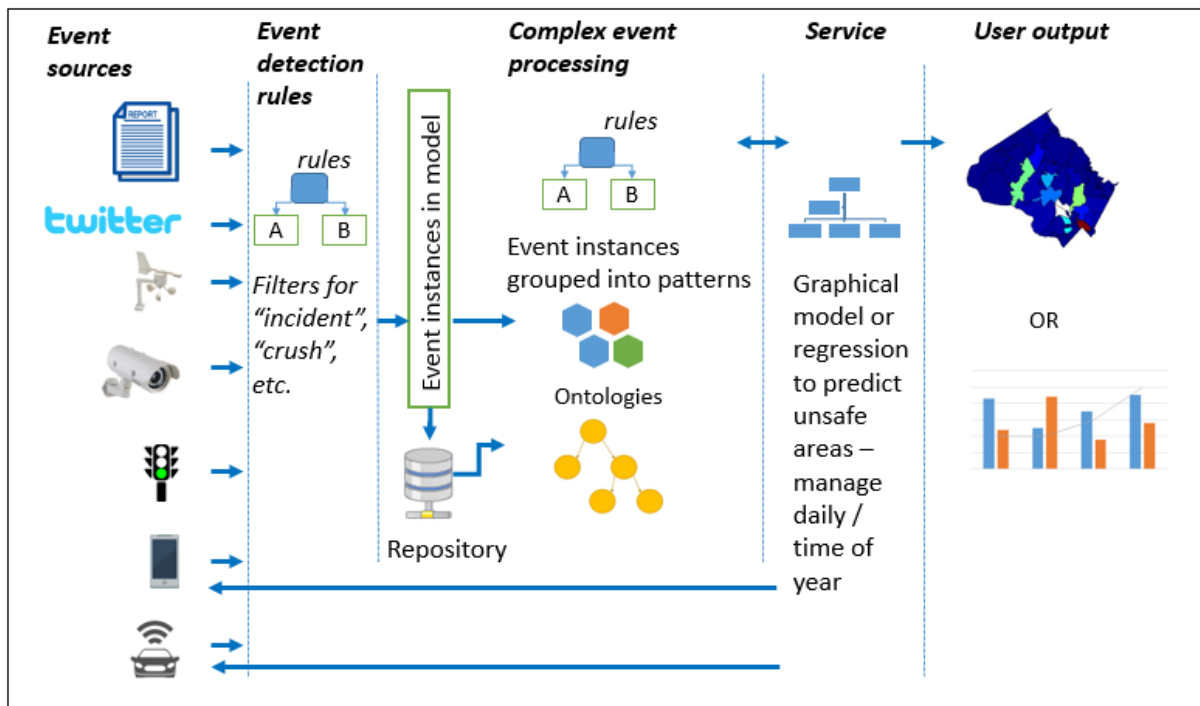 Event
sources
Event
detection
rules
Complex event
processing
Service
User output
REPORT
twitter
rules
A
B
Filters for
“incident”,
“crush”,
etc.
Event instances in model
Repository
rules
A
B
Event instances
grouped into patterns
Ontologies
Graphical
model or
regression
to predict
unsafe
areas –
manage
daily /
time of
year
OR